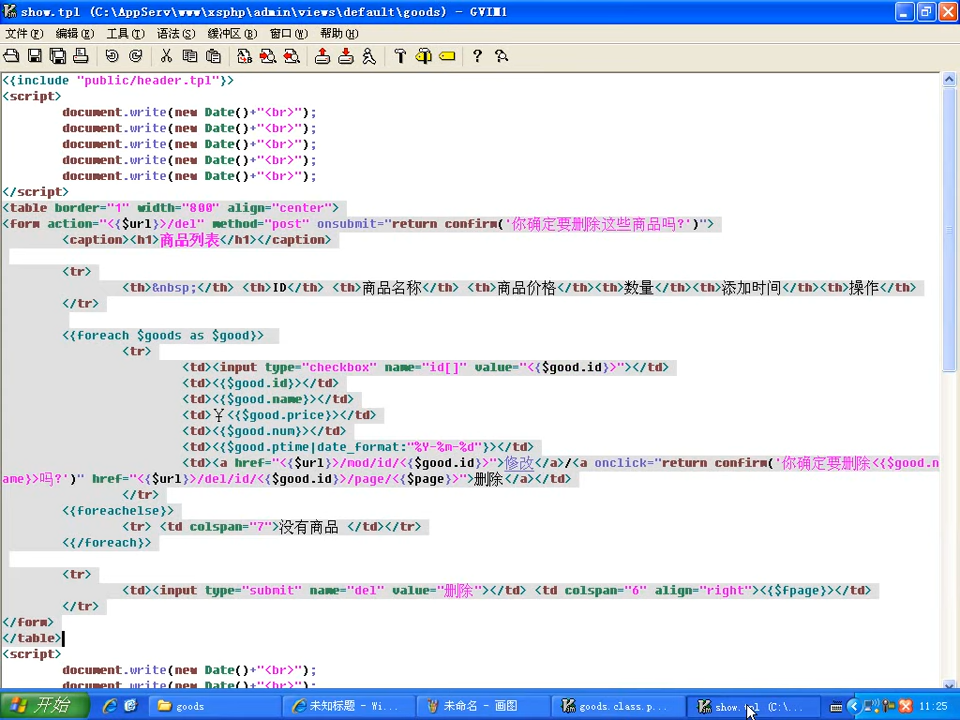 show.tpl (C:\AppServ\www\xsphp\admin\views\default\goods) - GVIM1
文件(F) 编辑(E) 工具(T) 语法(S) 缓冲区(B) 窗口(W) 帮助(H)
<{include "public/header.tpl"}>
<script>
document.write(new Date()+"<br>");
document.write(new Date()+"<br>");
document.write(new Date()+"<br>");
document.write(new Date()+"<br>");
document.write(new Date()+"<br>");
</script>
<table border="1" width="800" align="center">
<form action="<{$url}>/del" method="post" onsubmit="return confirm('你确定要删除这些商品吗?')">
<caption><h1>商品列表</h1></caption>
<tr>
<th>&nbsp;</th> <th>ID</th> <th>商品名称</th> <th>商品价格</th><th>数量</th><th>添加时间</th><th>操作</th>
</tr>
<{foreach $goods as $good}>
<tr>
<td><input type="checkbox" name="id[]" value="<{$good.id}>"></td>
<td><{$good.id}></td>
<td><{$good.name}></td>
<td>￥<{$good.price}></td>
<td><{$good.num}></td>
<td><{$good.ptime|date_format:"%Y-%m-%d"}></td>
<td><a href="<{$url}>/mod/id/<{$good.id}>">修改</a>/<a onclick="return confirm('你确定要删除<{$good.n
ame}>吗?')" href="<{$url}>/del/id/<{$good.id}>/page/<{$page}>">删除</a></td>
</tr>
<{foreachelse}>
<tr> <td colspan="7">没有商品 </td></tr>
<{/foreach}>
<tr>
<td><input type="submit" name="del" value="删除"></td> <td colspan="6" align="right"><{$fpage}></td>
</tr>
</form>
</table>
<script>
document.write(new Date()+"<br>");
document.write(new Date()+"<br>");
开始 goods 未知标题 - Wi... 未命名 - 画图 goods.class.p... show.tpl (C:\... 11:25